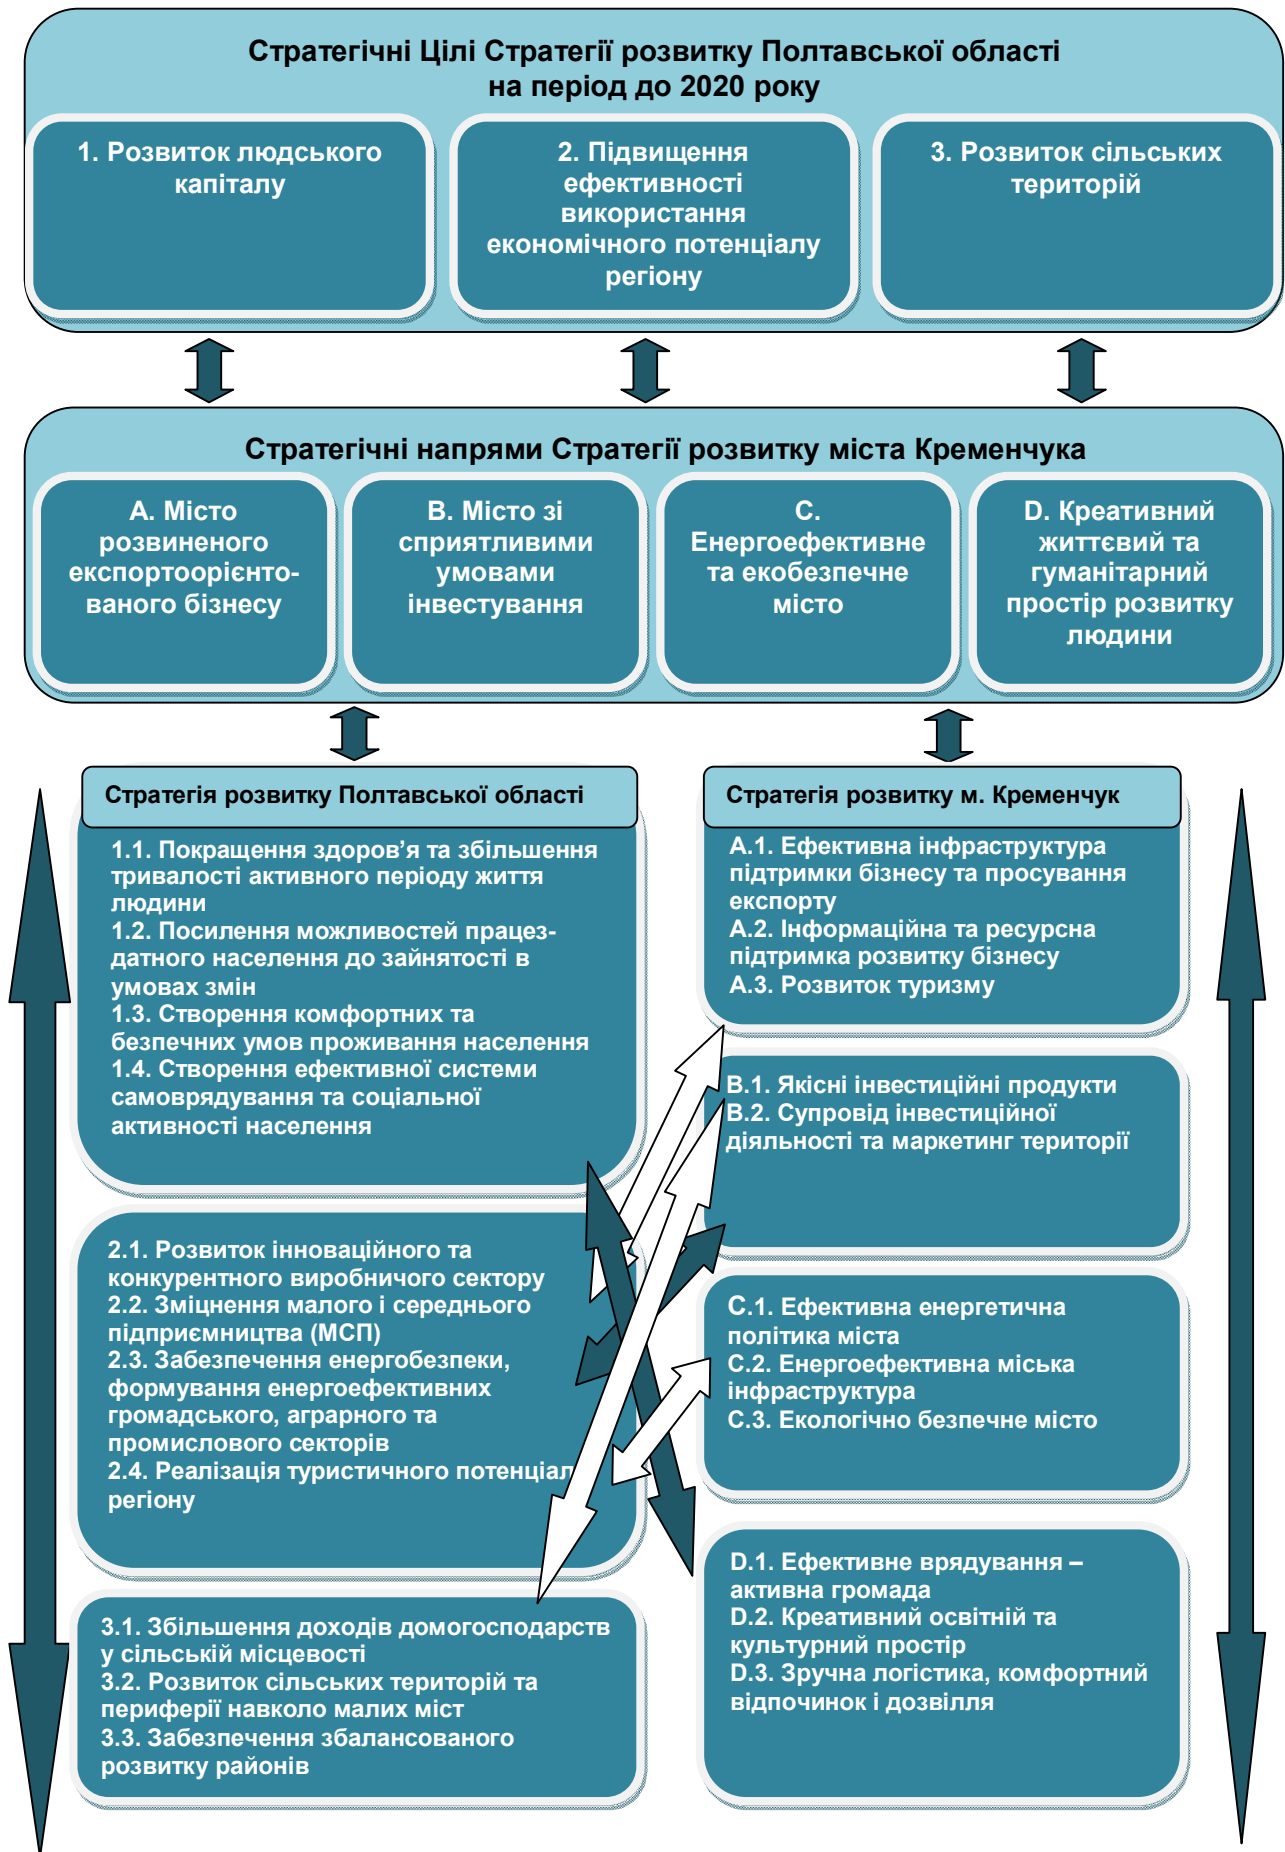 Стратегічні Цілі Стратегії розвитку Полтавської області
на період до 2020 року
1. Розвиток людського
капіталу
2. Підвищення
ефективності
використання
економічного потенціалу
регіону
3. Розвиток сільських
територій
Стратегічні напрями Стратегії розвитку міста Кременчука
А. Місто
розвиненого
експортоорієнто-
ваного бізнесу
В. Місто зі
сприятливими
умовами
інвестування
С.
Енергоефективне
та екобезпечне
місто
D. Креативний
життєвий та
гуманітарний
простір розвитку
людини
Стратегія розвитку Полтавської області
1.1. Покращення здоров’я та збільшення
тривалості активного періоду життя
людини
1.2. Посилення можливостей працез-
датного населення до зайнятості в
умовах змін
1.3. Створення комфортних та
безпечних умов проживання населення
1.4. Створення ефективної системи
самоврядування та соціальної
активності населення
2.1. Розвиток інноваційного та
конкурентного виробничого сектору
2.2. Зміцнення малого і середнього
підприємництва (МСП)
2.3. Забезпечення енергобезпеки,
формування енергоефективних
громадського, аграрного та
промислового секторів
2.4. Реалізація туристичного потенціал
регіону
3.1. Збільшення доходів домогосподарств
у сільській місцевості
3.2. Розвиток сільських територій та
периферії навколо малих міст
3.3. Забезпечення збалансованого
розвитку районів
Стратегія розвитку м. Кременчук
А.1. Ефективна інфраструктура
підтримки бізнесу та просування
експорту
А.2. Інформаційна та ресурсна
підтримка розвитку бізнесу
А.3. Розвиток туризму
В.1. Якісні інвестиційні продукти
В.2. Супровід інвестиційної
діяльності та маркетинг території
С.1. Ефективна енергетична
політика міста
С.2. Енергоефективна міська
інфраструктура
С.3. Екологічно безпечне місто
D.1. Ефективне врядування –
активна громада
D.2. Креативний освітній та
культурний простір
D.3. Зручна логістика, комфортний
відпочинок і дозвілля